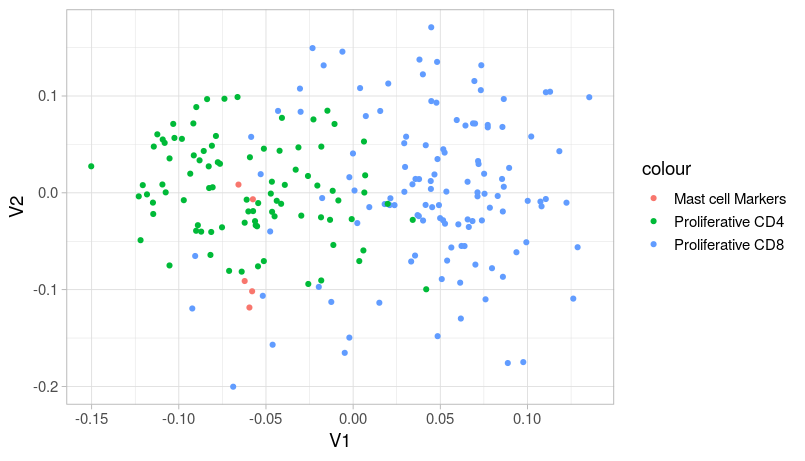 0.1
0.0
-0.1
-0.2
V2
-0.15 -0.10 -0.05 0.00 0.05 0.10
V1
colour
Mast cell Markers
Proliferative CD4
Proliferative CD8